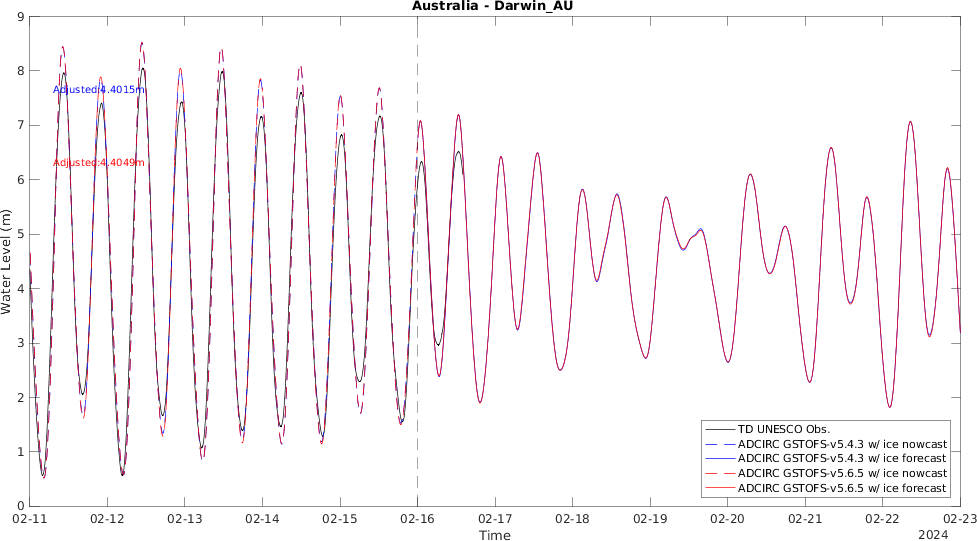 Australia - Darwin_AU
9
8
7
6
5
4
3
2
1
0
Water Level (m)
Adjusted:4.4015m
Adjusted:4.4049m
TD UNESCO Obs.
ADCIRC GSTOFS-v5.4.3 w/ ice nowcast
ADCIRC GSTOFS-v5.4.3 w/ ice forecast
ADCIRC GSTOFS-v5.6.5 w/ ice nowcast
ADCIRC GSTOFS-v5.6.5 w/ ice forecast
02-11 02-12 02-13 02-14 02-15 02-16 02-17 02-18 02-19 02-20 02-21 02-22 02-23
Time
2024